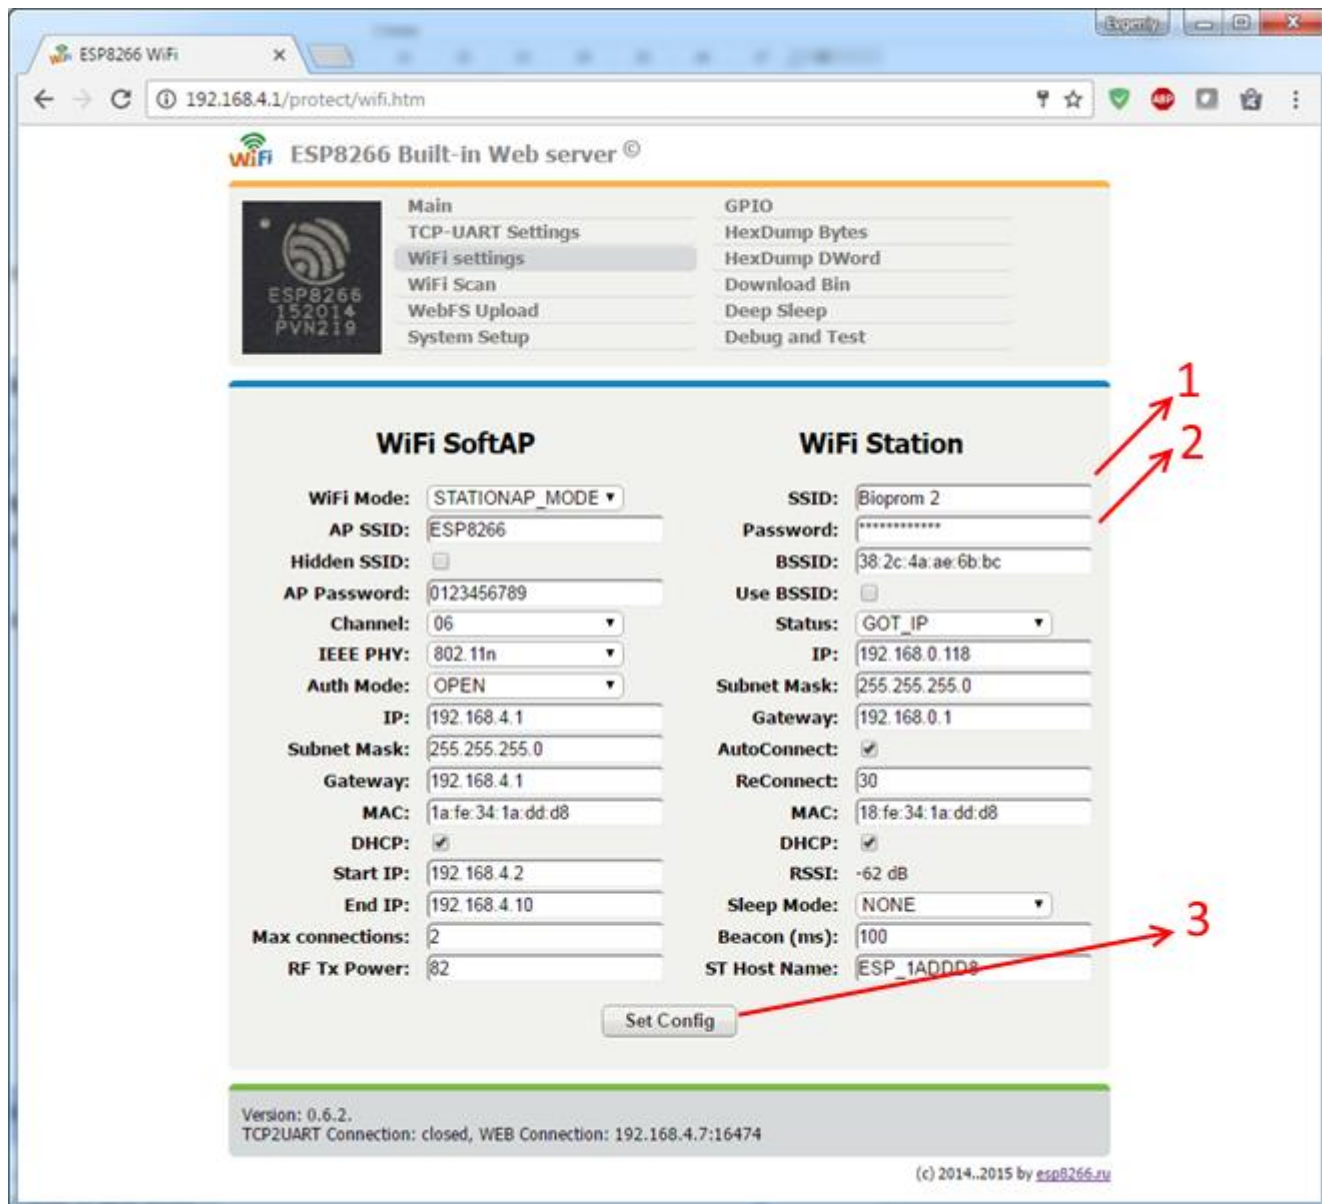 Evgeniy
ESP8266 WiFi
192.168.4.1/protect/wifi.htm
ABP
WiFi ESP8266 Built-in Web server ©
ESP8266
152014
PVN219
Main
TCP-UART Settings
WiFi settings
WiFi Scan
WebFS Upload
System Setup
GPIO
HexDump Bytes
HexDump DWord
Download Bin
Deep Sleep
Debug and Test
1
2
WiFi SoftAP
WiFi Mode: STATIONAP_MODE
AP SSID: ESP8266
Hidden SSID:
AP Password: 0123456789
Channel: 06
IEEE PHY: 802.11n
Auth Mode: OPEN
IP: 192.168.4.1
Subnet Mask: 255.255.255.0
Gateway: 192.168.4.1
MAC: 1a:fe:34:1a:dd:d8
DHCP:
Start IP: 192.168.4.2
End IP: 192.168.4.10
Max connections: 2
RF Tx Power: 82
WiFi Station
SSID: Bioprom 2
Password: ************
BSSID: 38:2c:4a:ae:6b:bc
Use BSSID:
Status: GOT_IP
IP: 192.168.0.118
Subnet Mask: 255.255.255.0
Gateway: 192.168.0.1
AutoConnect:
ReConnect: 30
MAC: 18:fe:34:1a:dd:d8
DHCP:
RSSI: -62 dB
Sleep Mode: NONE
Beacon (ms): 100
ST Host Name: ESP_1ADDD8
3
Set Config
Version: 0.6.2.
TCP2UART Connection: closed, WEB Connection: 192.168.4.7:16474
(c) 2014..2015 by esp8266.ru